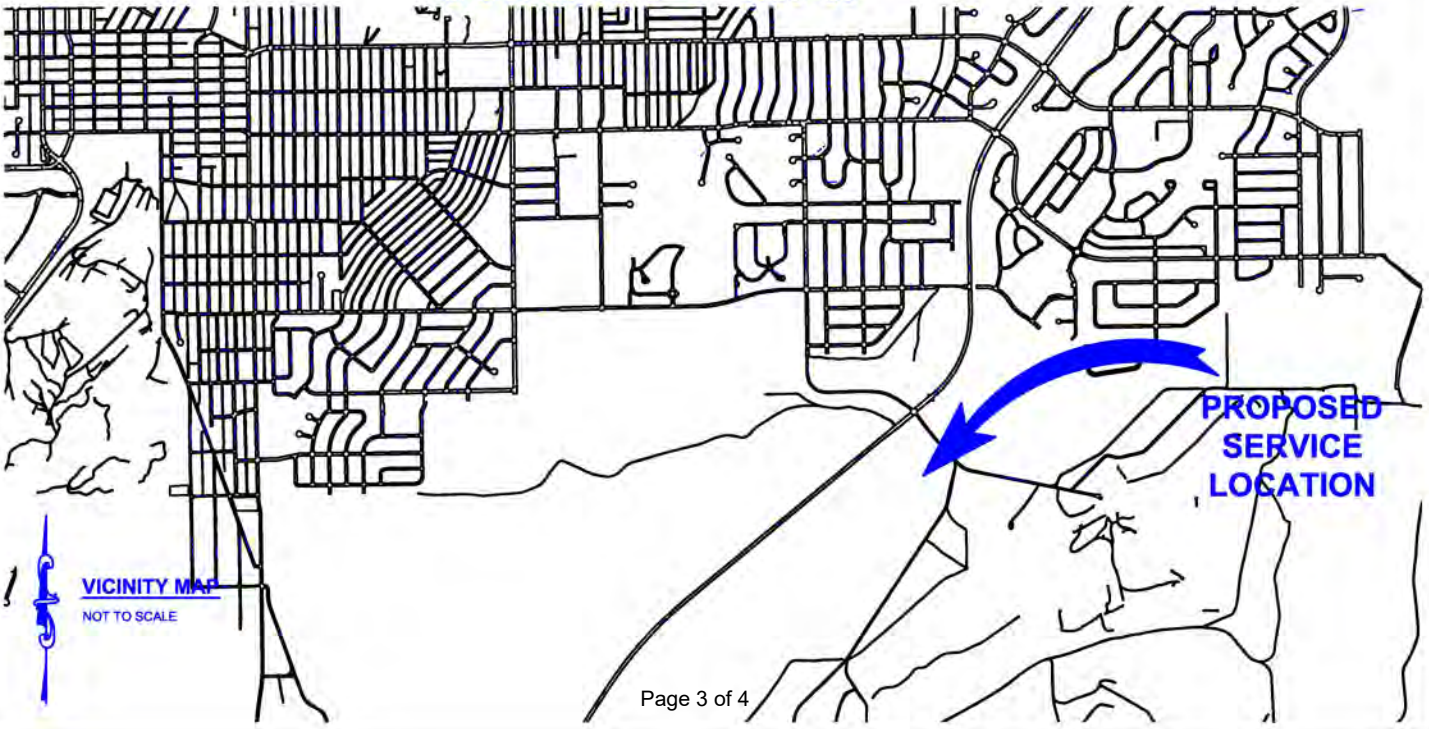 PROPOSED
SERVICE
LOCATION
VICINITY MAP
NOT TO SCALE
Page 3 of 4